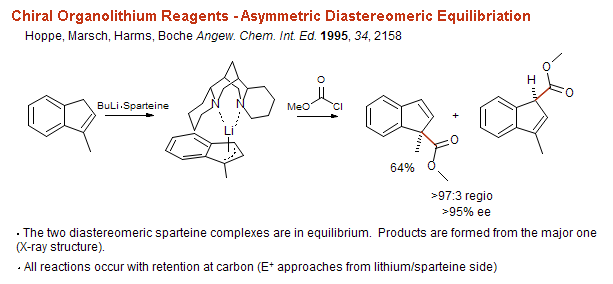 Chiral Organolithium Reagents - Asymmetric Diastereomeric Equilibriation
Hoppe, Marsch, Harms, Boche Angew. Chem. Int. Ed. 1995, 34, 2158
BuLi·Sparteine
N N
Li
O
MeO Cl
O
O
64%
+
H
O
O
>97:3 regio
>95% ee
· The two diastereomeric sparteine complexes are in equilibrium. Products are formed from the major one
(X-ray structure).
· All reactions occur with retention at carbon (E⁺ approaches from lithium/sparteine side)